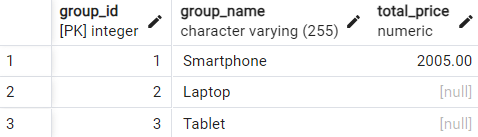 group_id group_name total_price
[PK] integer character varying (255) numeric
1 1 Smartphone 2005.00
2 2 Laptop [null]
3 3 Tablet [null]